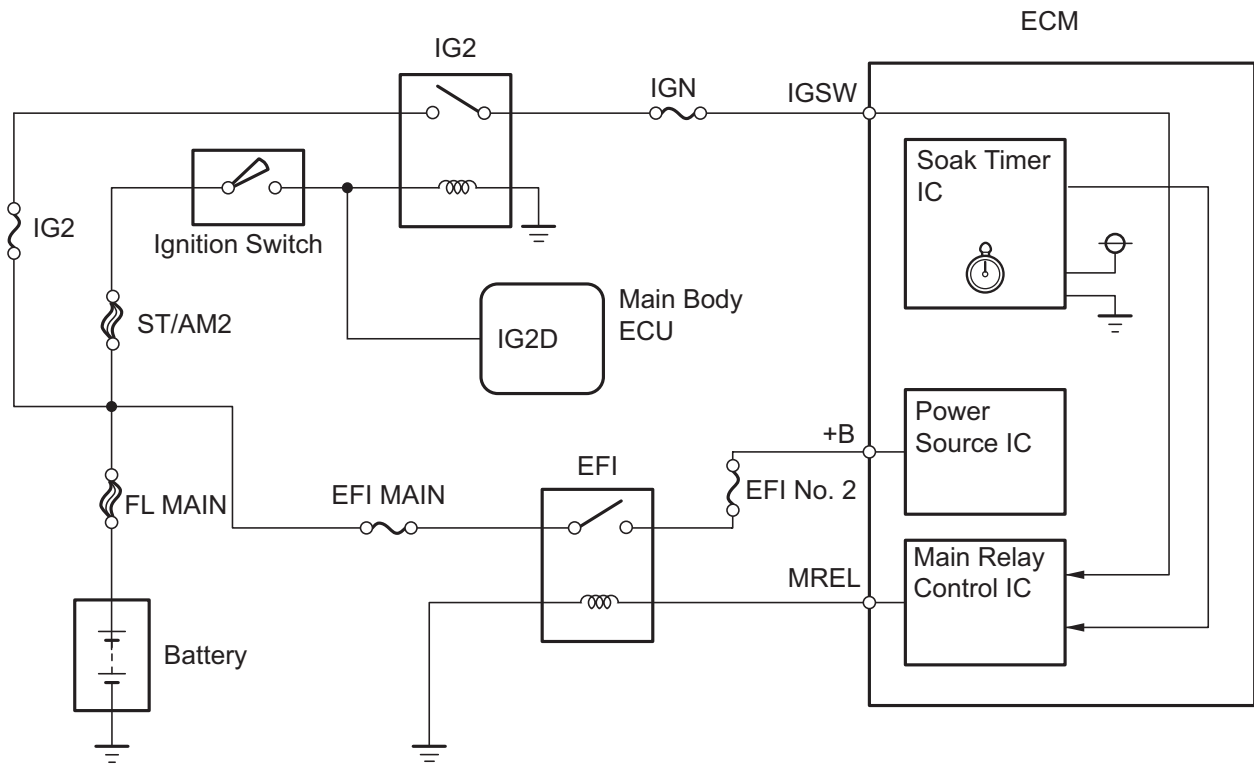 ECM
IG2
IGN
IGSW
Soak Timer
IC
IG2
Ignition Switch
ST/AM2
IG2D
Main Body
ECU
Power
Source IC
+B
EFI
EFI No. 2
FL MAIN
EFI MAIN
Main Relay
Control IC
MREL
Battery